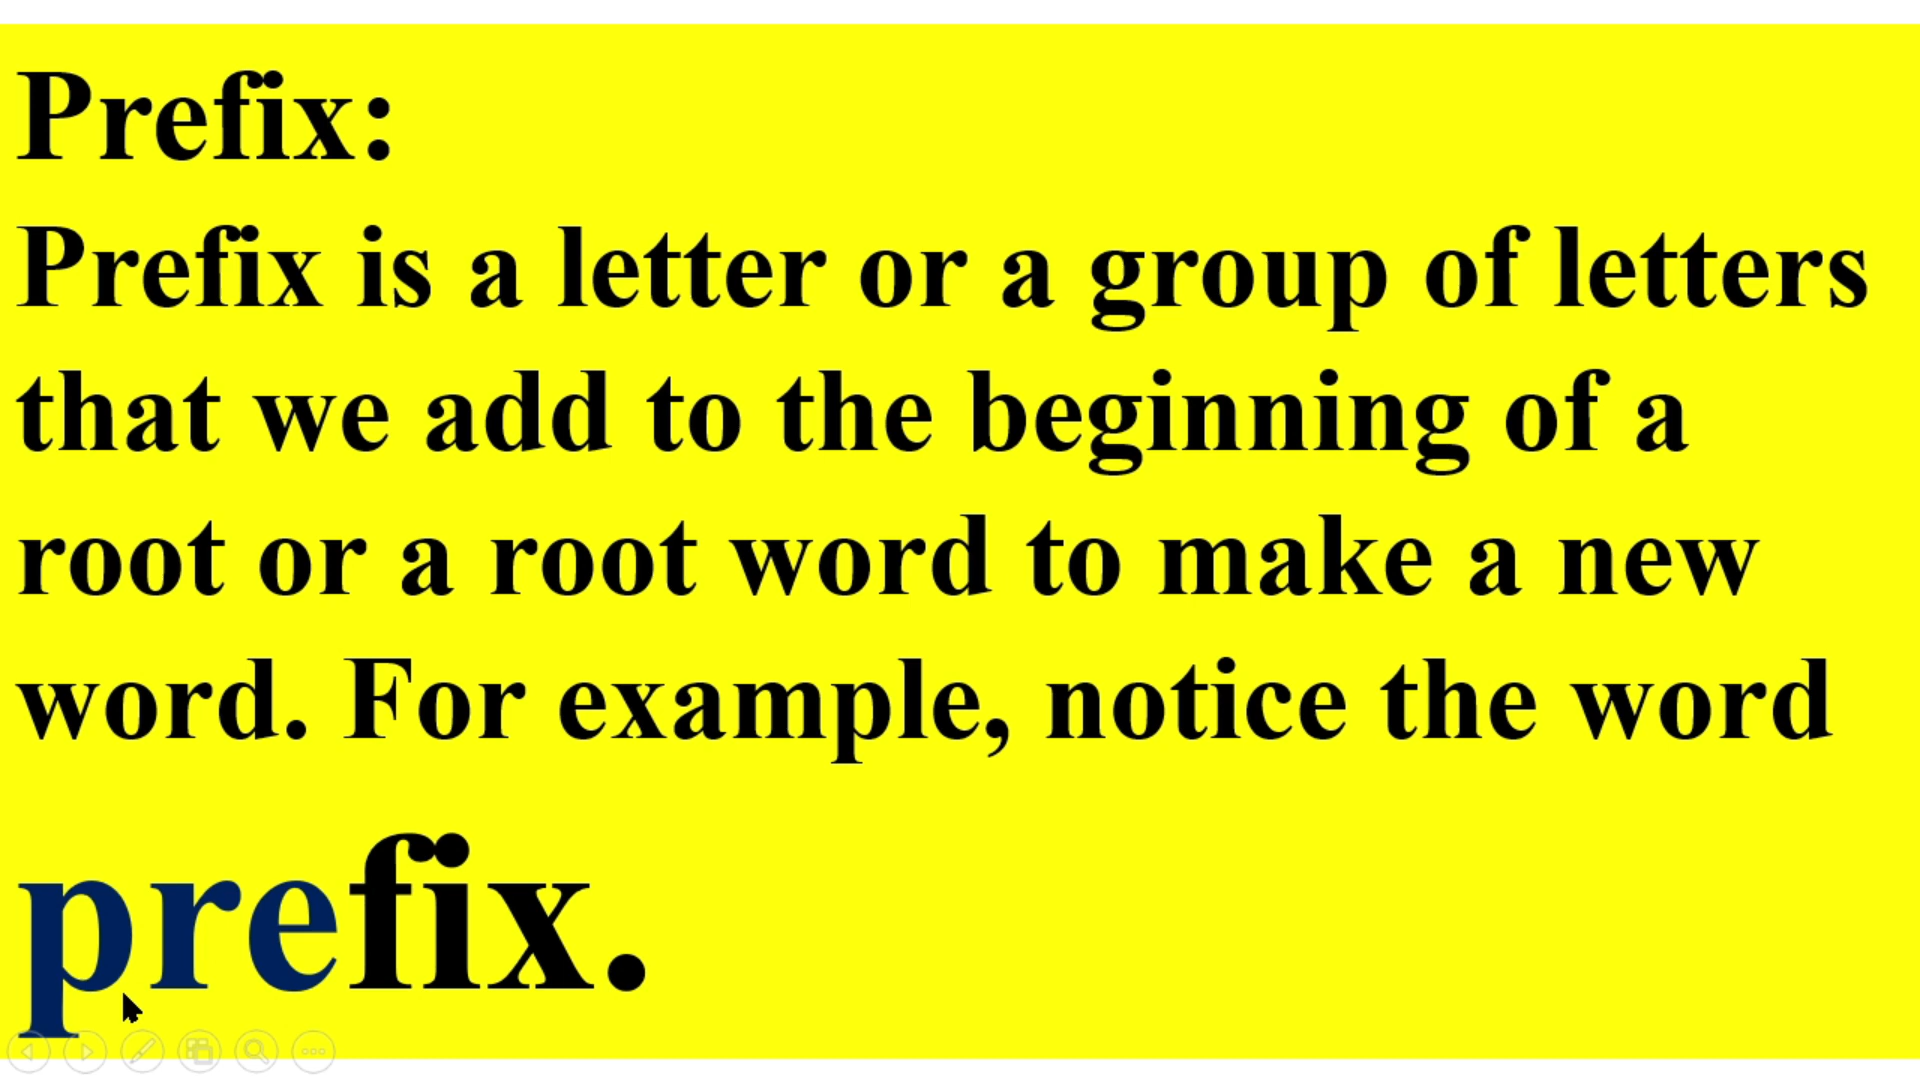 Prefix:
Prefix is a letter or a group of letters
that we add to the beginning of a
root or a root word to make a new
word. For example, notice the word
prefix.